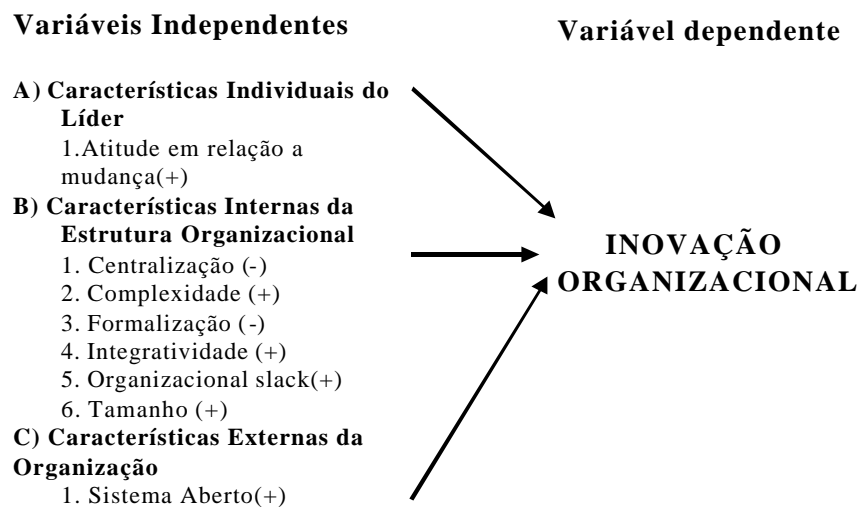 Variáveis Independentes
Variável dependente
A) Características Individuais do
Líder
1.Atitude em relação a
mudança(+)
B) Características Internas da
Estrutura Organizacional
1. Centralização (-)
2. Complexidade (+)
3. Formalização (-)
4. Integratividade (+)
5. Organizacional slack(+)
6. Tamanho (+)
C) Características Externas da
Organização
1. Sistema Aberto(+)
INOVAÇÃO
ORGANIZACIONAL